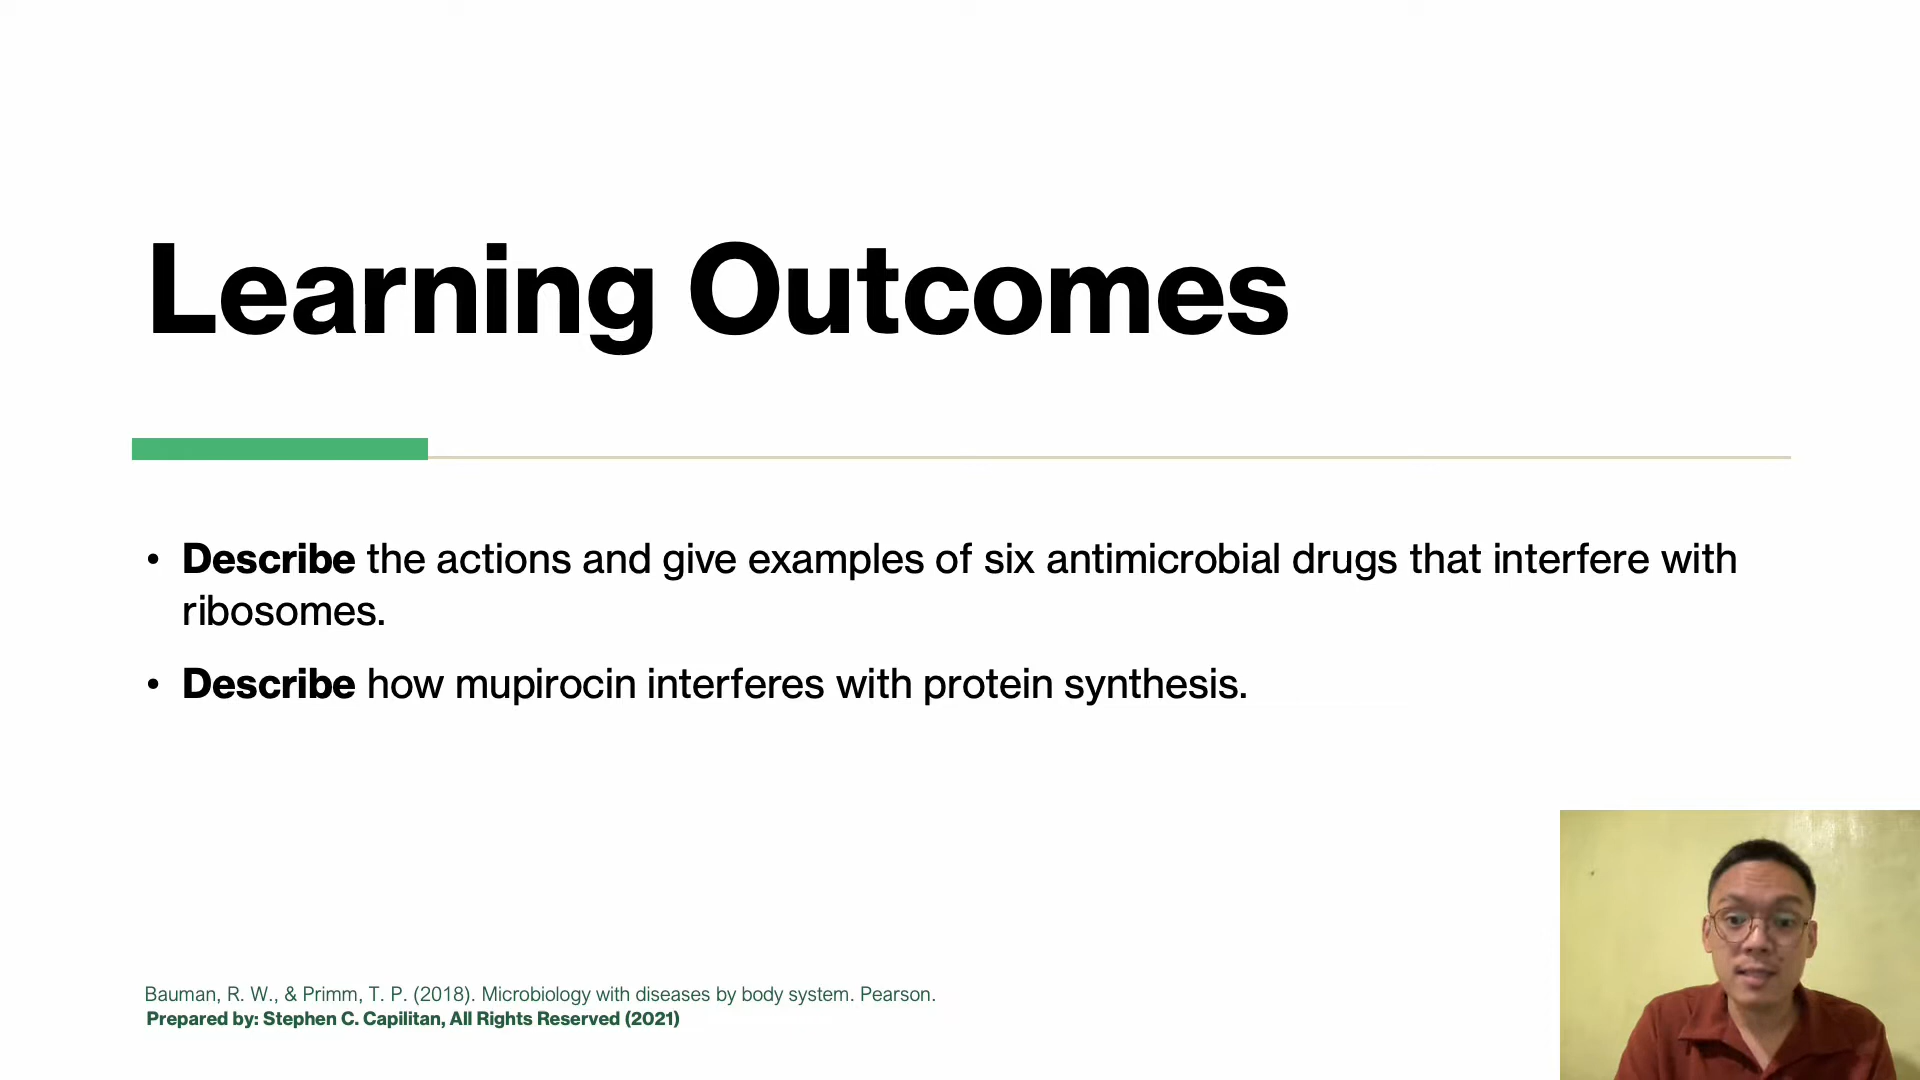 Learning Outcomes
• Describe the actions and give examples of six antimicrobial drugs that interfere with
ribosomes.
• Describe how mupirocin interferes with protein synthesis.
Bauman, R. W., & Primm, T. P. (2018). Microbiology with diseases by body system. Pearson.
Prepared by: Stephen C. Capilitan, All Rights Reserved (2021)